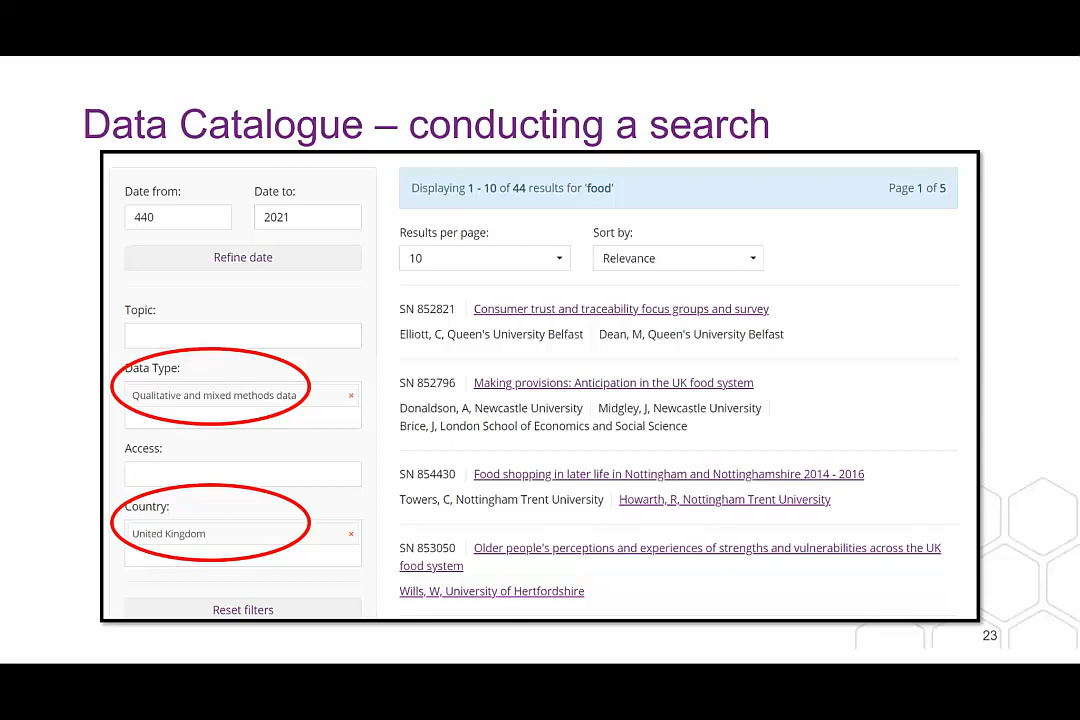 Data Catalogue – conducting a search
Date from:
Date to:
440
2021
Refine date
Topic:
Data Type:
Qualitative and mixed methods data ×
Access:
Country:
United Kingdom ×
Reset filters
Displaying 1 - 10 of 44 results for 'food'
Page 1 of 5
Results per page:
Sort by:
10
Relevance
SN 852821 Consumer trust and traceability focus groups and survey
Elliott, C, Queen's University Belfast Dean, M, Queen's University Belfast
SN 852796 Making provisions: Anticipation in the UK food system
Donaldson, A, Newcastle University Midgley, J, Newcastle University
Brice, J, London School of Economics and Social Science
SN 854430 Food shopping in later life in Nottingham and Nottinghamshire 2014 - 2016
Towers, C, Nottingham Trent University Howarth, R, Nottingham Trent University
SN 853050 Older people's perceptions and experiences of strengths and vulnerabilities across the UK
food system
Wills, W, University of Hertfordshire
23